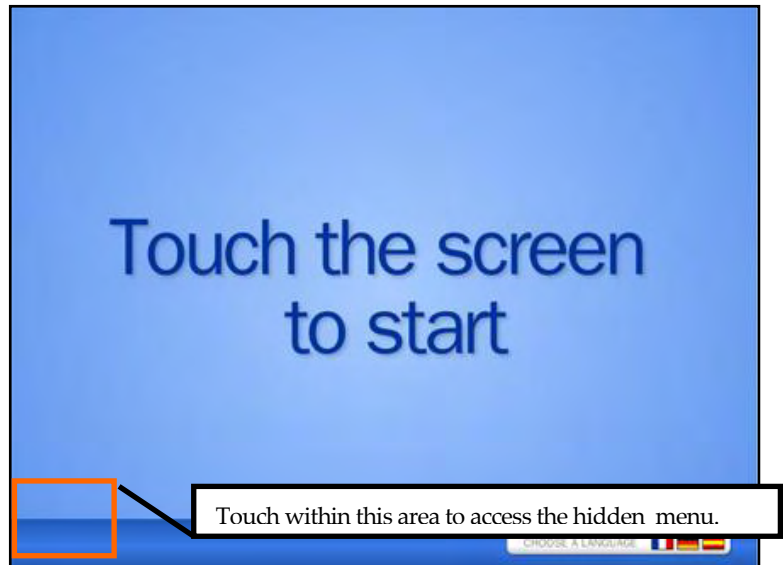 Touch the screen
to start
Touch within this area to access the hidden menu.
CHOOSE A LANGUAGE